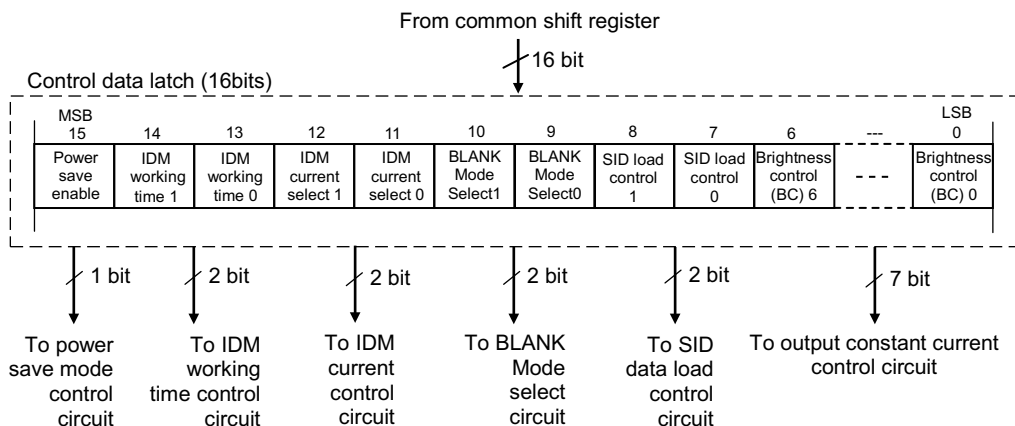 From common shift register
16 bit
Control data latch (16bits)
MSB
LSB
15
14
13
12
11
10
9
8
7
6
---
0
Power
save
enable
IDM
working
time 1
IDM
working
time 0
IDM
current
select 1
IDM
current
select 0
BLANK
Mode
Select1
BLANK
Mode
Select0
SID load
control
1
SID load
control
0
Brightness
control
(BC) 6
Brightness
control
(BC) 0
1 bit
2 bit
2 bit
2 bit
2 bit
7 bit
To power
save mode
control
circuit
To IDM
working
time control
circuit
To IDM
current
control
circuit
To BLANK
Mode
select
circuit
To SID
data load
control
circuit
To output constant current
control circuit